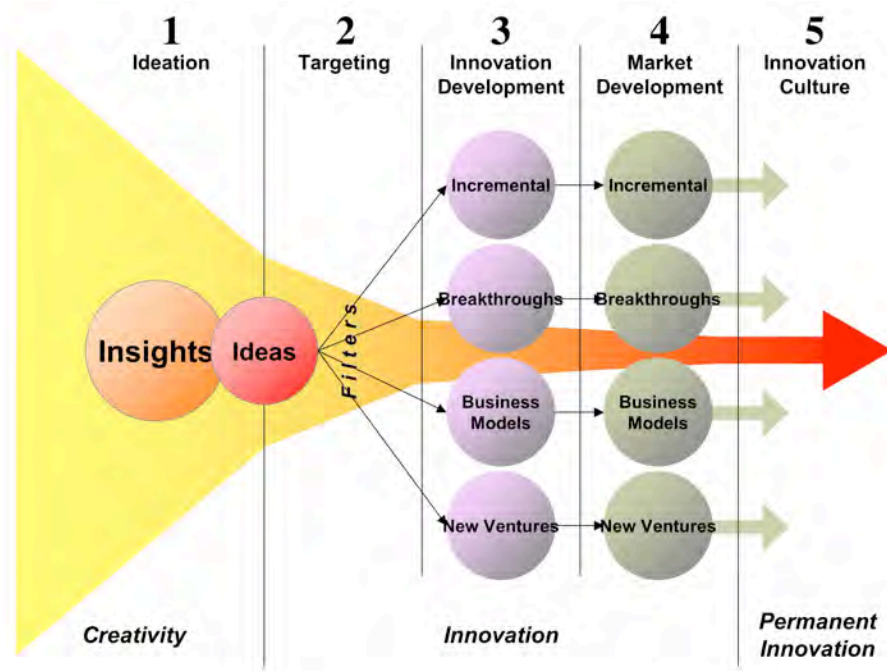 1
Ideation
2
Targeting
3
Innovation
Development
4
Market
Development
5
Innovation
Culture
Insights
Ideas
Filters
Incremental
Breakthroughs
Business
Models
New Ventures
Incremental
Breakthroughs
Business
Models
New Ventures
Creativity
Innovation
Permanent
Innovation